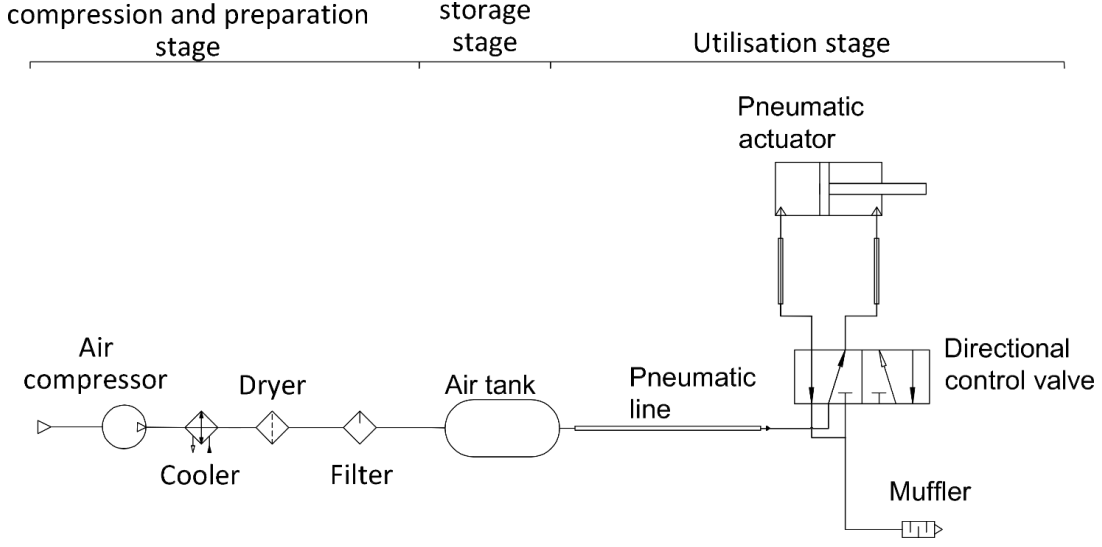 compression and preparation
stage
storage
stage
Utilisation stage
Pneumatic
actuator
Air
compressor
Dryer
Air tank
Pneumatic
line
Directional
control valve
Cooler
Filter
Muffler